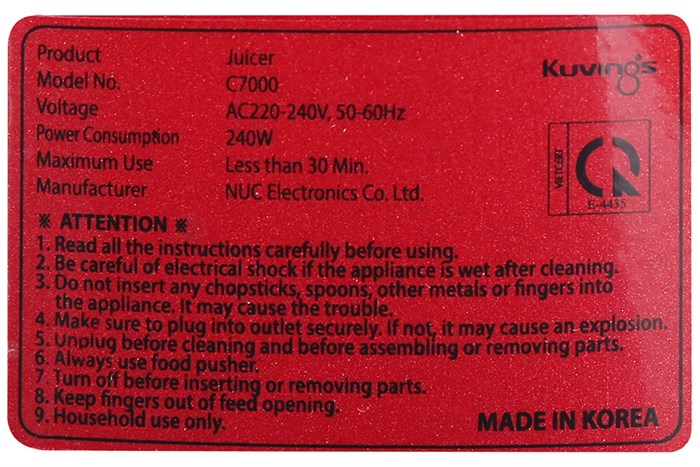 Product Juicer
Model No. C7000
Voltage AC220-240V, 50-60Hz
Power Consumption 240W
Maximum Use Less than 30 Min.
Manufacturer NUC Electronics Co. Ltd.
Kuvings
VIETCERT
CR
E-4435
※ ATTENTION ※
1. Read all the instructions carefully before using.
2. Be careful of electrical shock if the appliance is wet after cleaning.
3. Do not insert any chopsticks, spoons, other metals or fingers into
the appliance. It may cause the trouble.
4. Make sure to plug into outlet securely. If not, it may cause an explosion.
5. Unplug before cleaning and before assembling or removing parts.
6. Always use food pusher.
7. Turn off before inserting or removing parts.
8. Keep fingers out of feed opening.
9. Household use only.
MADE IN KOREA